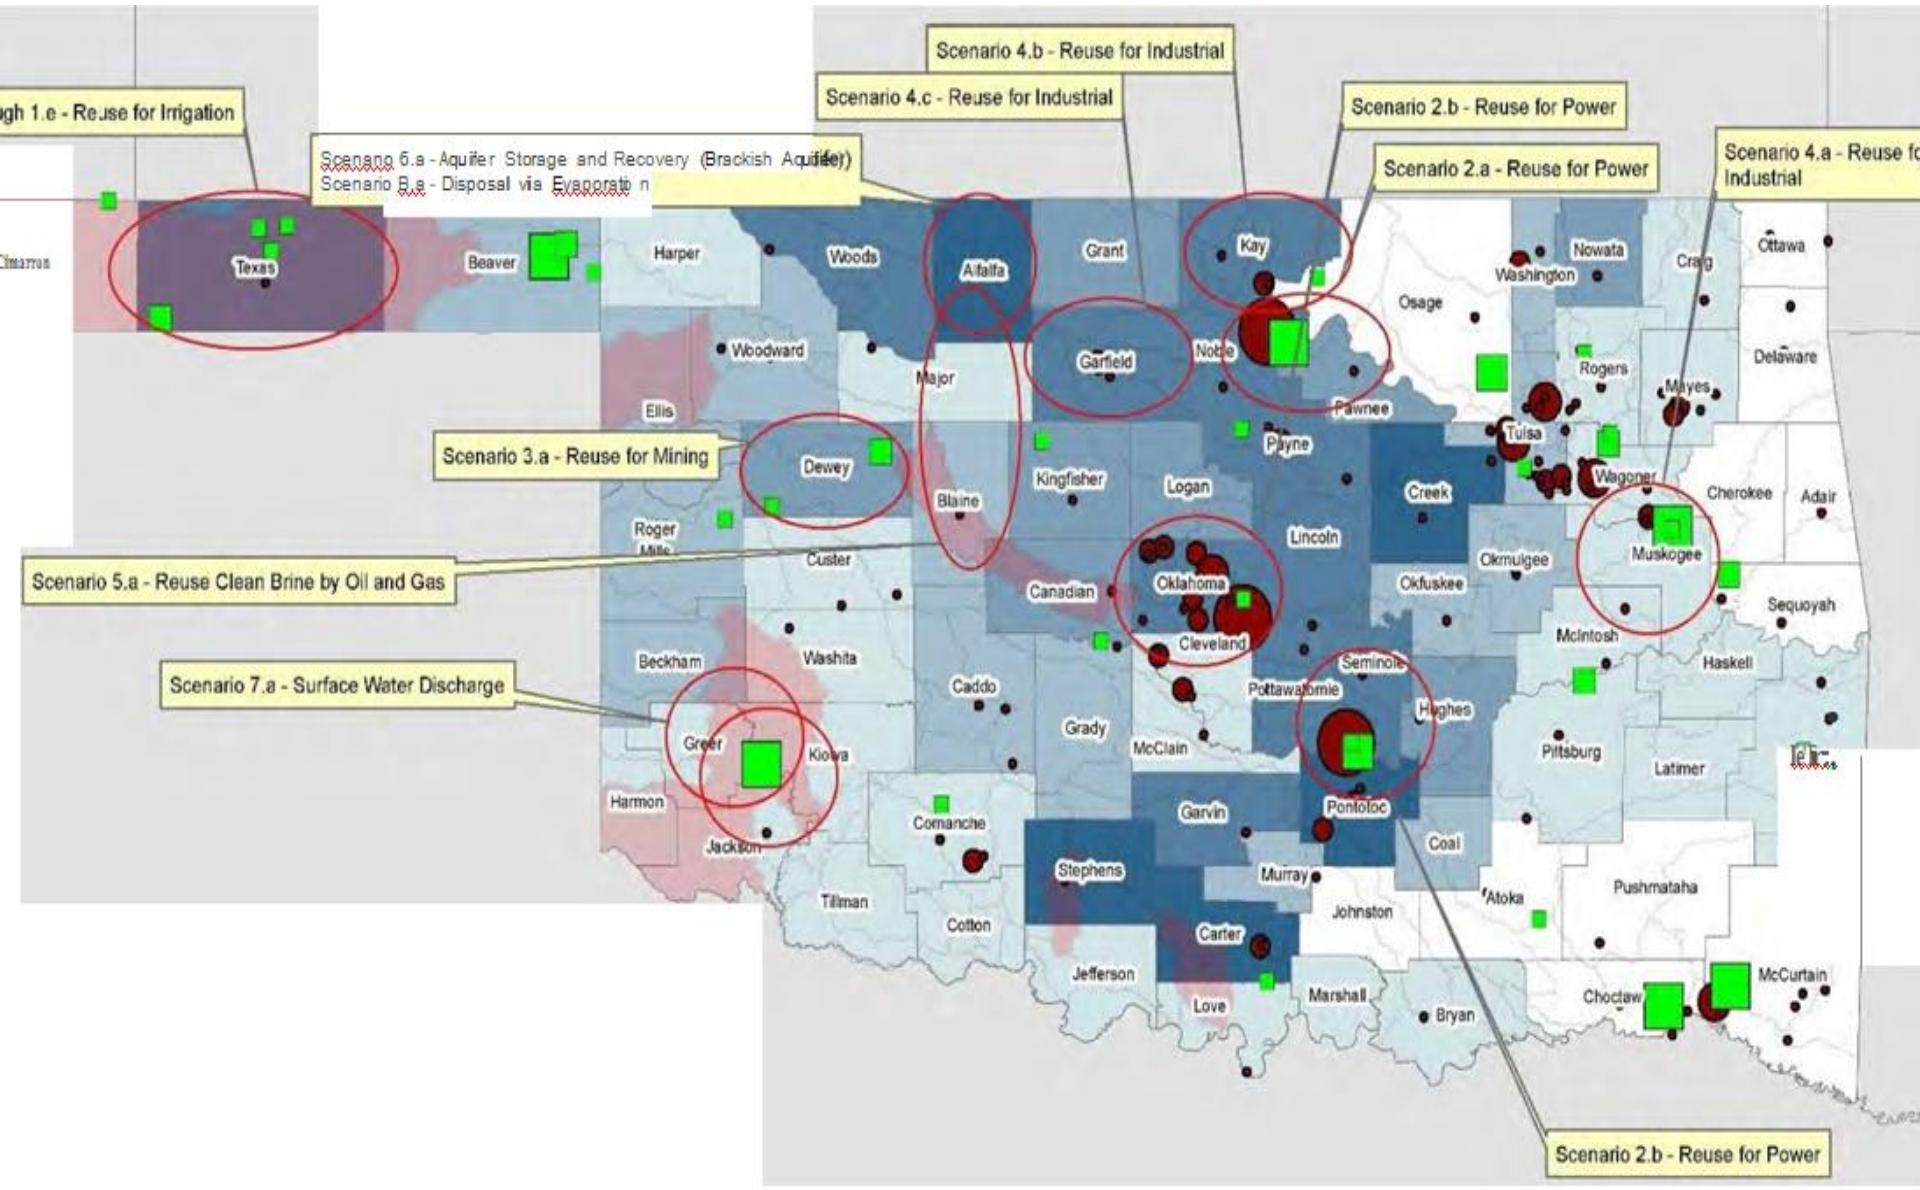 Scenario 4.b - Reuse for Industrial
Scenario 4.c - Reuse for Industrial
ugh 1.e - Reuse for Irrigation
Scenario 2.b - Reuse for Power
Scenario 6.a - Aquifer Storage and Recovery (Brackish
Scenario B.a - Disposal via Evaporatio n
Scenario 2.a - Reuse for Power
Scenario 4.a - Reuse fo
Industrial
Cimarron
Texas
Beaver
Harper
Woods
Alfalfa
Grant
Kay
Washington
Nowata
Craig
Ottawa
Osage
Woodward
Major
Garfield
Noble
Rogers
Delaware
Mayes
Ellis
Pawnee
Scenario 3.a - Reuse for Mining
Dewey
Blaine
Kingfisher
Logan
Payne
Creek
Tulsa
Wagoner
Cherokee
Adair
Roger
Mills
Custer
Lincoln
Okmulgee
Muskogee
Scenario 5.a - Reuse Clean Brine by Oil and Gas
Canadian
Oklahoma
Okfuskee
Sequoyah
Cleveland
McIntosh
Beckham
Washita
Seminole
Haskell
Scenario 7.a - Surface Water Discharge
Caddo
Pottawatomie
Hughes
Grady
McClain
Greer
Kiowa
Pittsburg
Latimer
Harmon
Comanche
Garvin
Pontotoc
Jackson
Coal
Stephens
Murray
Atoka
Pushmataha
Tillman
Cotton
Carter
Johnston
Jefferson
Love
Marshall
Bryan
Choctaw
McCurtain
Scenario 2.b - Reuse for Power